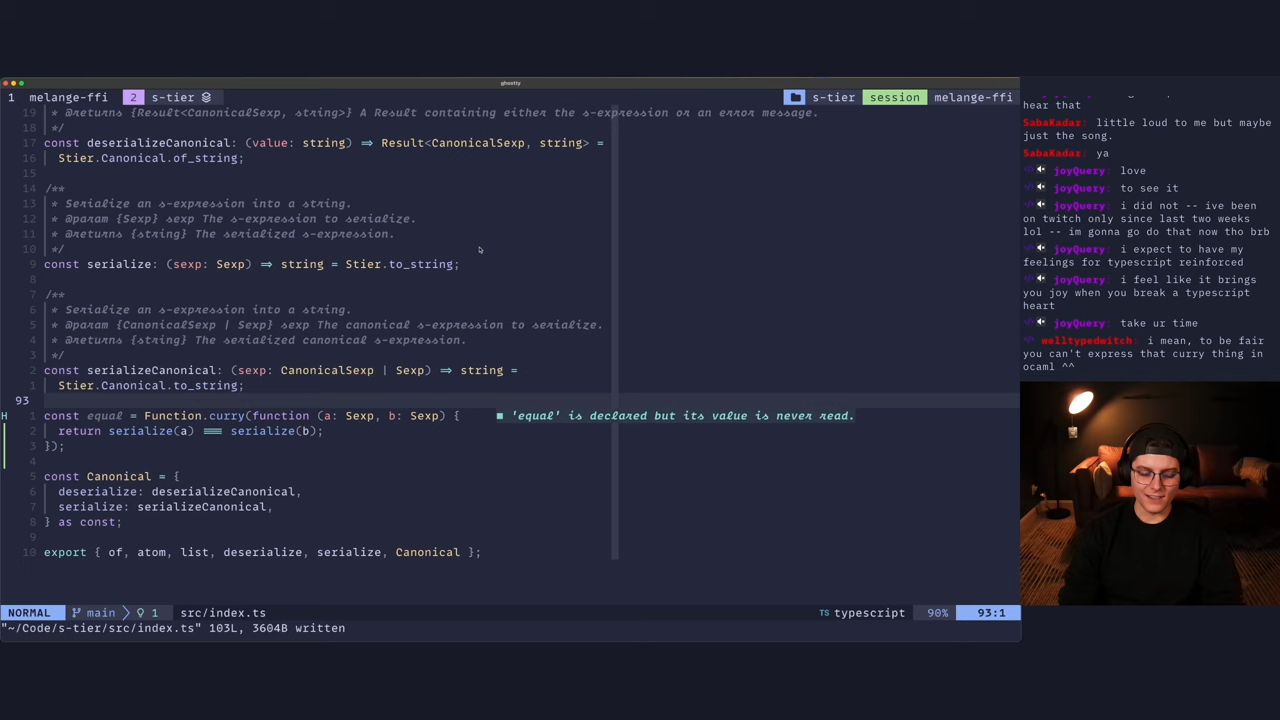 ghostty
1 melange-ffi 2 s-tier s-tier session melange-ffi
19 * @returns {Result<CanonicalSexp, string>} A Result containing either the s-expression or an error message.
18 */
17 const deserializeCanonical: (value: string) => Result<CanonicalSexp, string> =
16 Stier.Canonical.of_string;
15
14 /**
13 * Serialize an s-expression into a string.
12 * @param {Sexp} sexp The s-expression to serialize.
11 * @returns {string} The serialized s-expression.
10 */
9 const serialize: (sexp: Sexp) => string = Stier.to_string;
8
7 /**
6 * Serialize an s-expression into a string.
5 * @param {CanonicalSexp | Sexp} sexp The canonical s-expression to serialize.
4 * @returns {string} The serialized canonical s-expression.
3 */
2 const serializeCanonical: (sexp: CanonicalSexp | Sexp) => string =
1 Stier.Canonical.to_string;
93
H 1 const equal = Function.curry(function (a: Sexp, b: Sexp) { ■ 'equal' is declared but its value is never read.
2 return serialize(a) === serialize(b);
3 });
4
5 const Canonical = {
6 deserialize: deserializeCanonical,
7 serialize: serializeCanonical,
8 } as const;
9
10 export { of, atom, list, deserialize, serialize, Canonical };
NORMAL main 1 src/index.ts TS typescript 90% 93:1
"~/Code/s-tier/src/index.ts" 103L, 3604B written
hear that
SabaKadar: little loud to me but maybe
just the song.
SabaKadar: ya
joyQuery: love
joyQuery: to see it
joyQuery: i did not -- ive been
on twitch only since last two weeks
lol -- im gonna go do that now tho brb
joyQuery: i expect to have my
feelings for typescript reinforced
joyQuery: i feel like it brings
you joy when you break a typescript
heart
joyQuery: take ur time
welltypedwitch: i mean, to be fair
you can't express that curry thing in
ocaml ^^